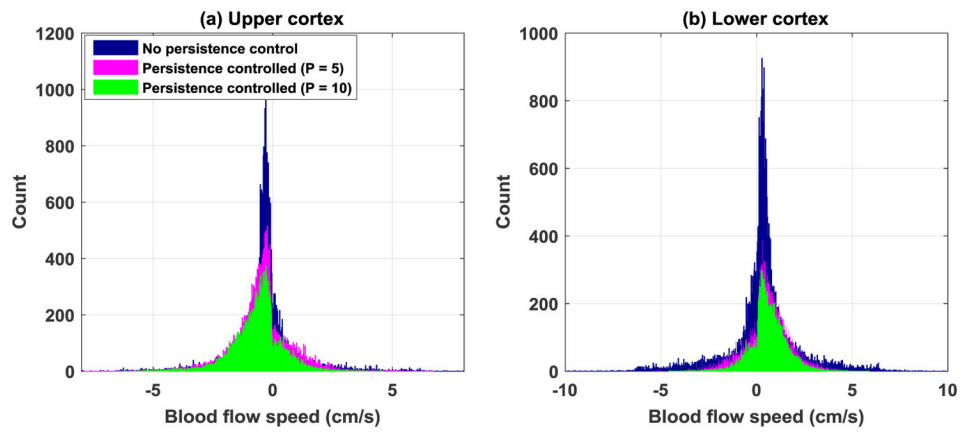 (a) Upper cortex
1200
1000
800
600
400
200
0
Count
No persistence control
Persistence controlled (P = 5)
Persistence controlled (P = 10)
-5
0
5
Blood flow speed (cm/s)
(b) Lower cortex
1000
800
600
400
200
0
Count
-10
-5
0
5
10
Blood flow speed (cm/s)